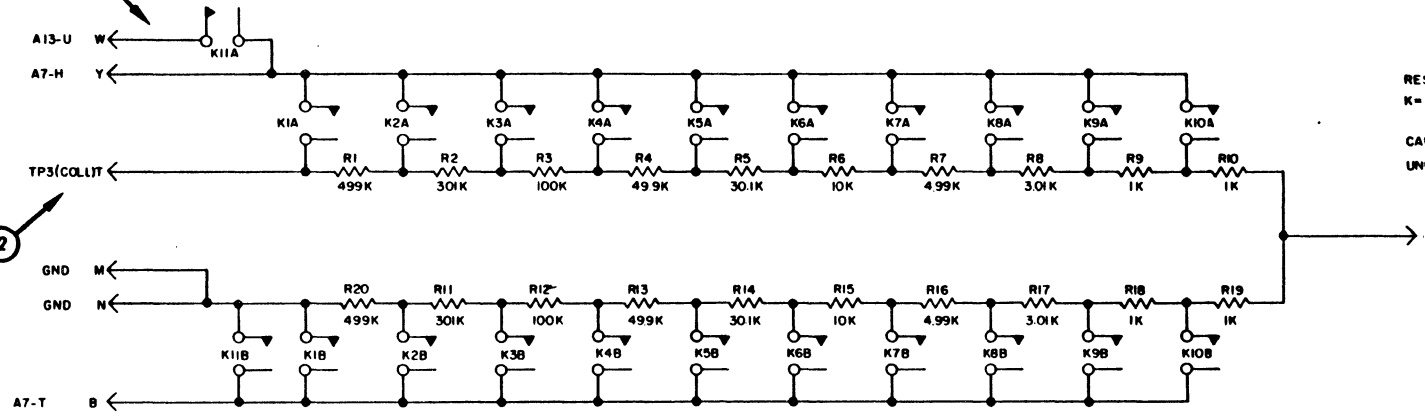 A13-U W
K11A
A7-H Y
RES
K=
K1A K2A K3A K4A K5A K6A K7A K8A K9A K10A
CAU
UN
TP3(COLL)T R1 R2 R3 R4 R5 R6 R7 R8 R9 R10
499K 301K 100K 49.9K 30.1K 10K 4.99K 3.01K 1K 1K
2
GND M
GND N R20 R11 R12 R13 R14 R15 R16 R17 R18 R19
499K 301K 100K 49.9K 30.1K 10K 4.99K 3.01K 1K 1K
K11B K1B K2B K3B K4B K5B K6B K7B K8B K9B K10B
A7-T B